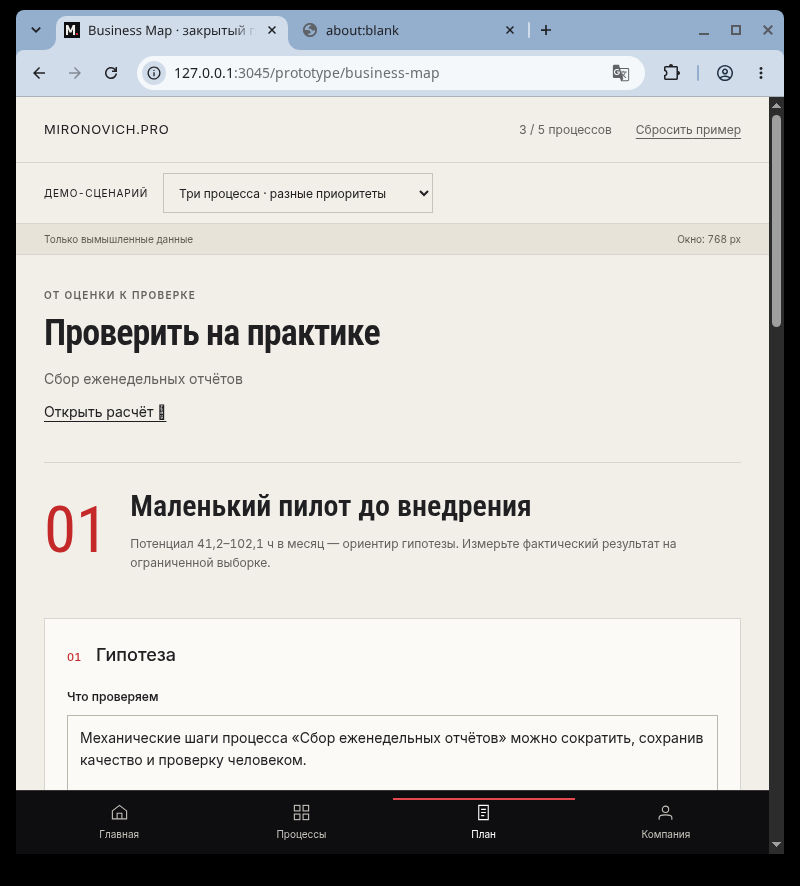 Business Map · закрытый
about:blank
127.0.0.1:3045/prototype/business-map
MIRONOVICH.PRO
3 / 5 процессов
Сбросить пример
ДЕМО-СЦЕНАРИЙ
Три процесса · разные приоритеты
Только вымышленные данные
Окно: 768 px
ОТ ОЦЕНКИ К ПРОВЕРКЕ
Проверить на практике
Сбор еженедельных отчётов
Открыть расчёт
01
Маленький пилот до внедрения
Потенциал 41,2–102,1 ч в месяц — ориентир гипотезы. Измерьте фактический результат на
ограниченной выборке.
01 Гипотеза
Что проверяем
Механические шаги процесса «Сбор еженедельных отчётов» можно сократить, сохранив
качество и проверку человеком.
Главная
Процессы
План
Компания